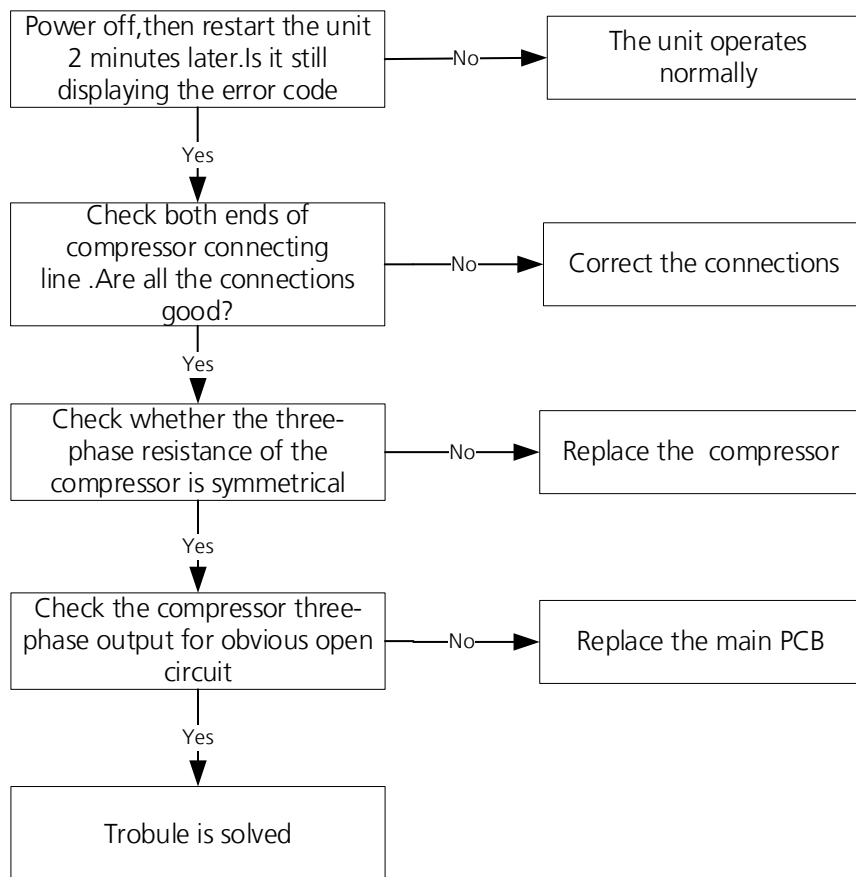 Power off,then restart the unit
2 minutes later.Is it still
displaying the error code
No
The unit operates
normally
Yes
Check both ends of
compressor connecting
line .Are all the connections
good?
No
Correct the connections
Yes
Check whether the three-
phase resistance of the
compressor is symmetrical
No
Replace the  compressor
Yes
Check the compressor three-
phase output for obvious open
circuit
No
Replace the main PCB
Yes
Trobule is solved